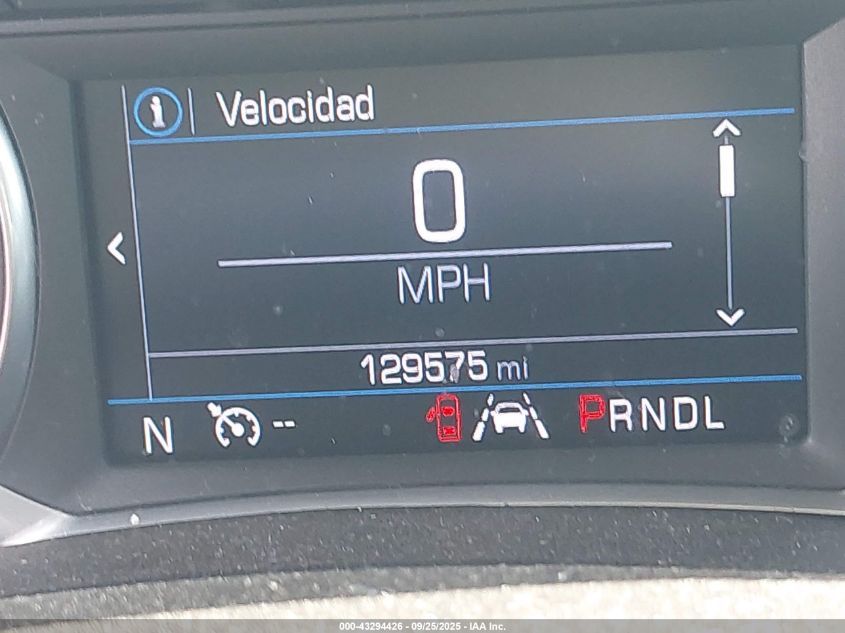 Velocidad
0
MPH
129575 mi
N -- PRNDL
000-43294426 - 09/25/2025 - IAA Inc.